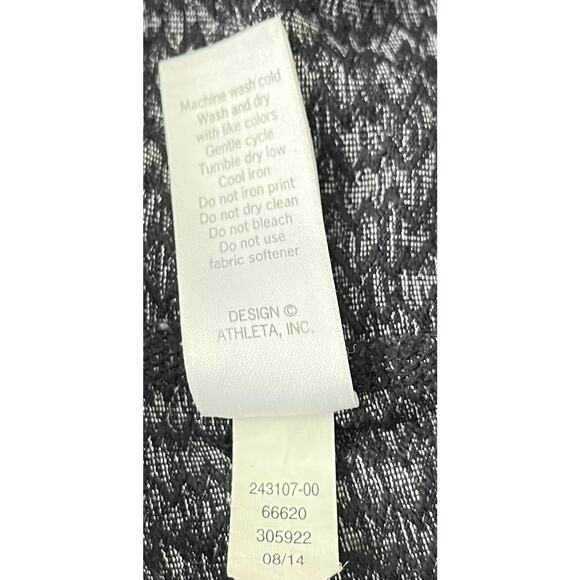 Machine wash cold
Wash and dry
with like colors
Gentle cycle
Tumble dry low
Cool iron
Do not iron print
Do not dry clean
Do not bleach
Do not use
fabric softener
DESIGN ©
ATHLETA, INC.
243107-00
66620
305922
08/14